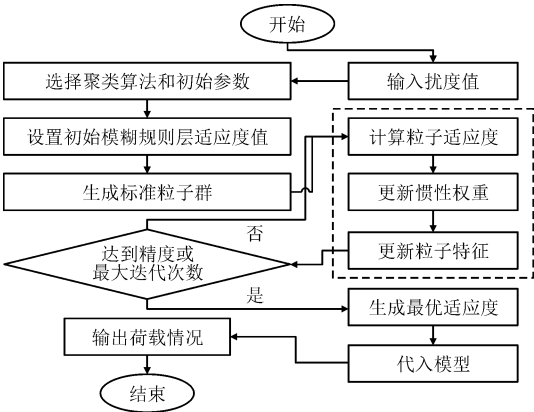 开始
输入扰度值
选择聚类算法和初始参数
设置初始模糊规则层适应度值
生成标准粒子群
计算粒子适应度
更新惯性权重
更新粒子特征
达到精度或
最大迭代次数
否
是
生成最优适应度
代入模型
输出荷载情况
结束